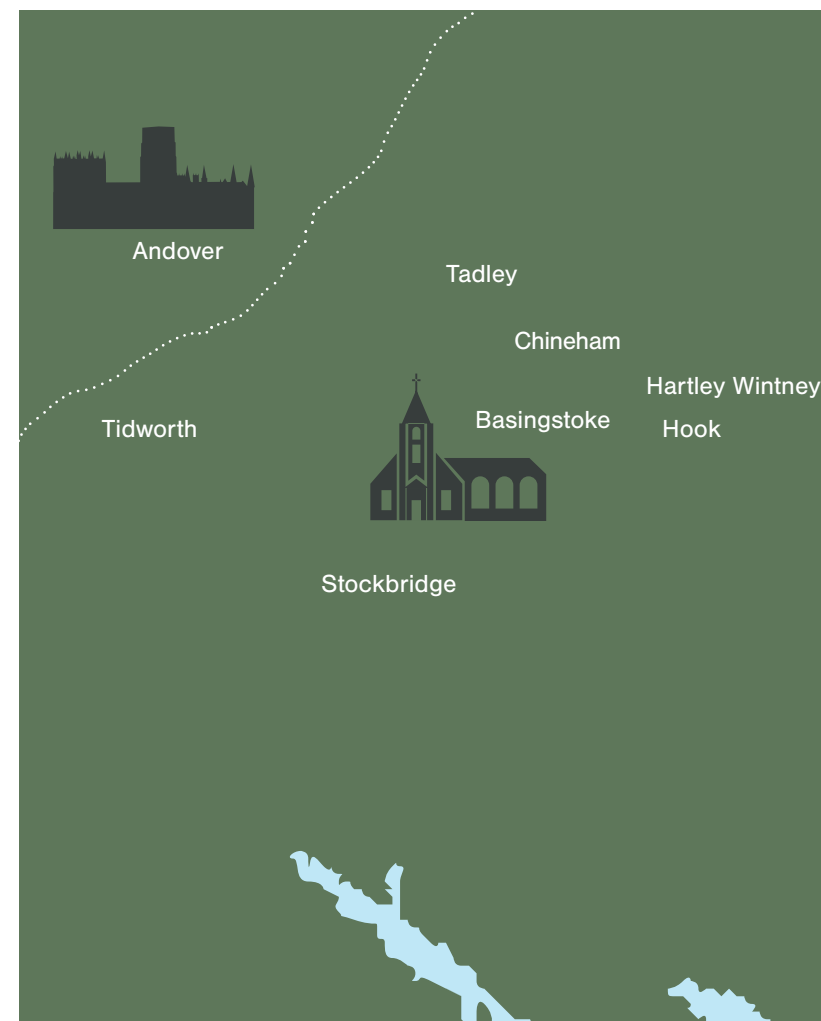 Andover
Tadley
Chineham
Hartley Wintney
Basingstoke
Hook
Tidworth
Stockbridge